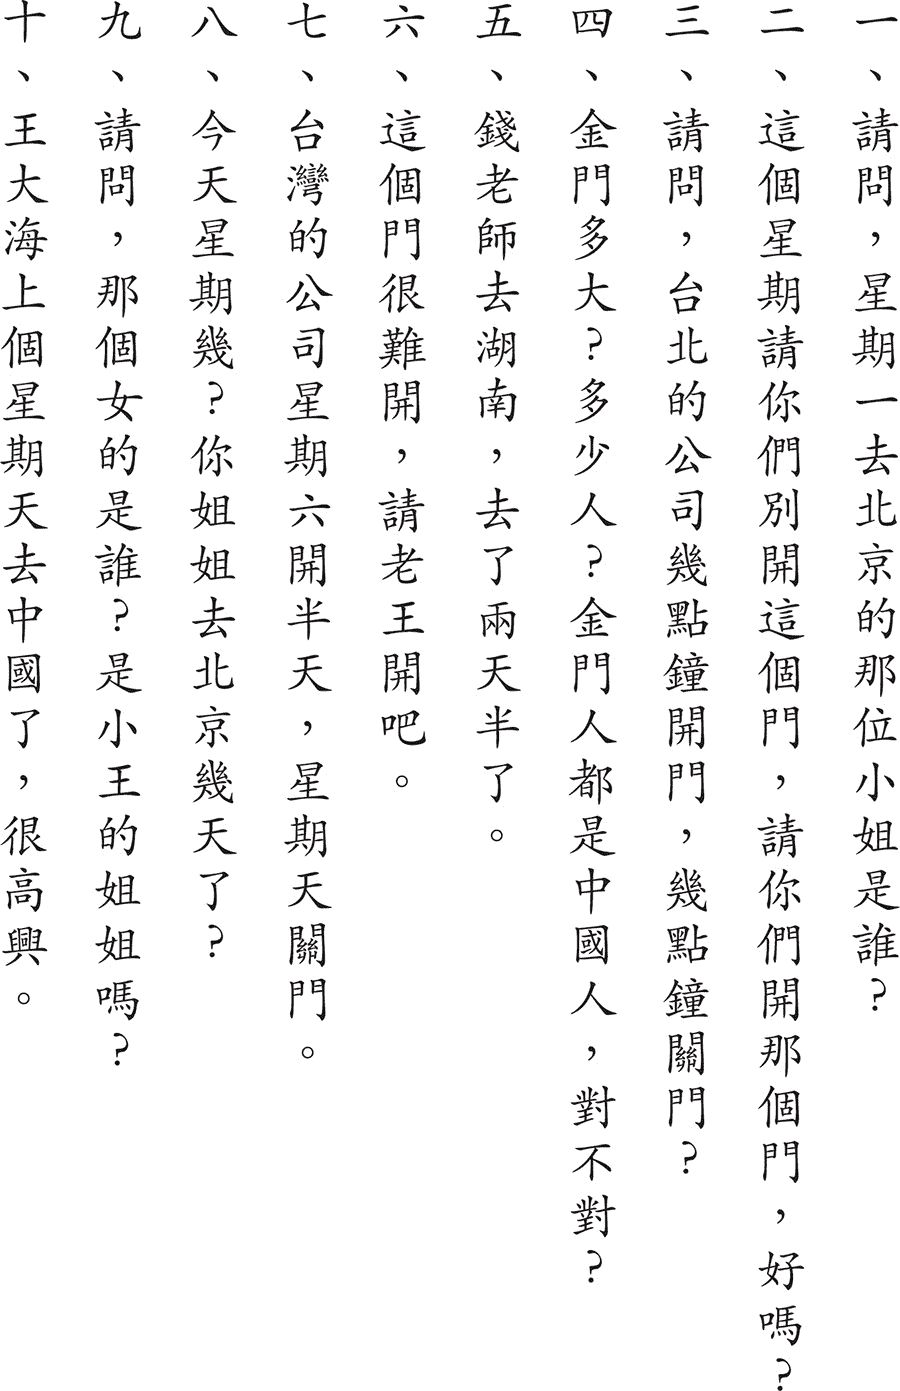 一、請問，星期一去北京的那位小姐是誰？
二、這個星期請你們別開這個門，請你們開那個門，好嗎？
三、請問，台北的公司幾點鐘開門，幾點鐘關門？
四、金門多大？多少人？金門人都是中國人，對不對？
五、錢老師去湖南，去了兩天半了。
六、這個門很難開，請老王開吧。
七、台灣的公司星期六開半天，星期天關門。
八、今天星期幾？你姐姐去北京幾天了？
九、請問，那個女的是誰？是小王的姐姐嗎？
十、王大海上個星期天去中國了，很高興。